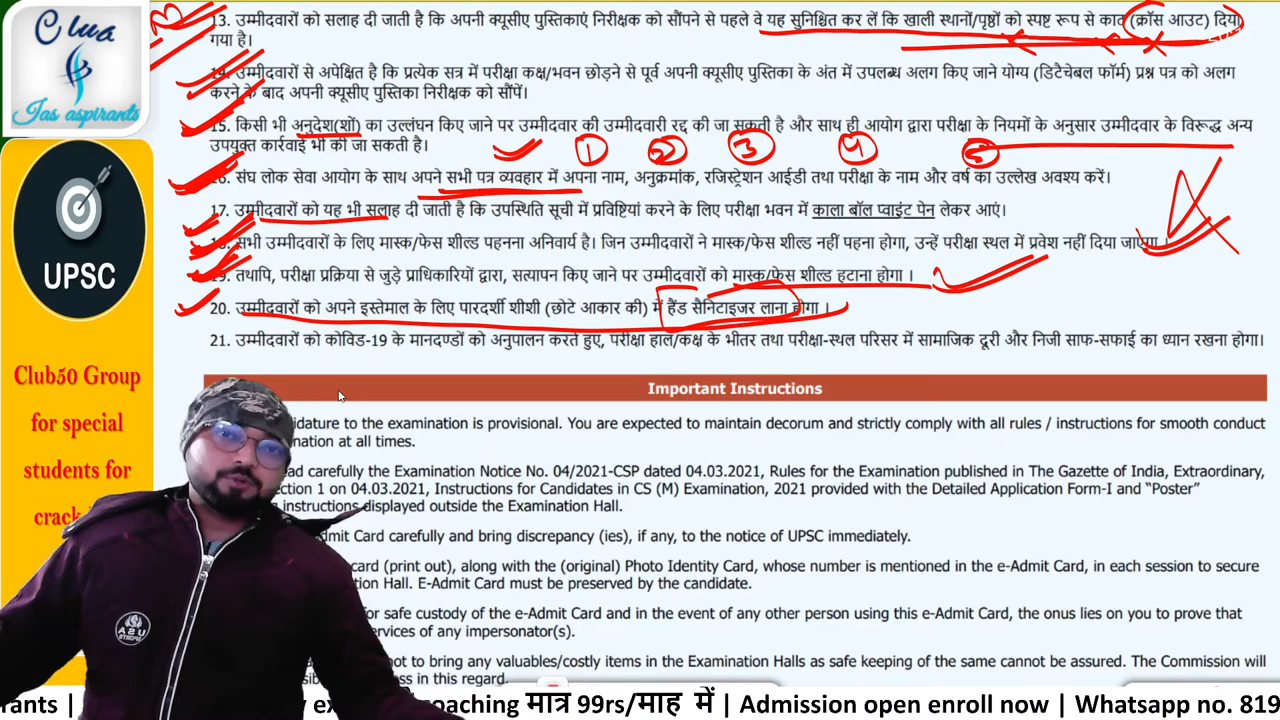 Clua
Ias aspirants
UPSC
Club50 Group
for special
students for
crack
13. उम्मीदवारों को सलाह दी जाती है कि अपनी क्यूसीए पुस्तिकाएं निरीक्षक को सौंपने से पहले वे यह सुनिश्चित कर लें कि खाली स्थानों/पृष्ठों को स्पष्ट रूप से काट (क्रॉस आउट) दिया
गया है।
14. उम्मीदवारों से अपेक्षित है कि प्रत्येक सत्र में परीक्षा कक्ष/भवन छोड़ने से पूर्व अपनी क्यूसीए पुस्तिका के अंत में उपलब्ध अलग किए जाने योग्य (डिटैचेबल फॉर्म) प्रश्न पत्र को अलग
करने के बाद अपनी क्यूसीए पुस्तिका निरीक्षक को सौंपें।
15. किसी भी अनुदेश(शों) का उल्लंघन किए जाने पर उम्मीदवार की उम्मीदवारी रद्द की जा सकती है और साथ ही आयोग द्वारा परीक्षा के नियमों के अनुसार उम्मीदवार के विरूद्ध अन्य
उपयुक्त कार्रवाई भी की जा सकती है।
1 2 3 4 5
16. संघ लोक सेवा आयोग के साथ अपने सभी पत्र व्यवहार में अपना नाम, अनुक्रमांक, रजिस्ट्रेशन आईडी तथा परीक्षा के नाम और वर्ष का उल्लेख अवश्य करें।
17. उम्मीदवारों को यह भी सलाह दी जाती है कि उपस्थिति सूची में प्रविष्टियां करने के लिए परीक्षा भवन में काला बॉल प्वाइंट पेन लेकर आएं।
18. सभी उम्मीदवारों के लिए मास्क/फेस शील्ड पहनना अनिवार्य है। जिन उम्मीदवारों ने मास्क/फेस शील्ड नहीं पहना होगा, उन्हें परीक्षा स्थल में प्रवेश नहीं दिया जाएगा ।
19. तथापि, परीक्षा प्रक्रिया से जुड़े प्राधिकारियों द्वारा, सत्यापन किए जाने पर उम्मीदवारों को मास्क/फेस शील्ड हटाना होगा ।
20. उम्मीदवारों को अपने इस्तेमाल के लिए पारदर्शी शीशी (छोटे आकार की) में हैंड सैनिटाइजर लाना होगा ।
21. उम्मीदवारों को कोविड-19 के मानदण्डों को अनुपालन करते हुए, परीक्षा हाल/कक्ष के भीतर तथा परीक्षा-स्थल परिसर में सामाजिक दूरी और निजी साफ-सफाई का ध्यान रखना होगा।
Important Instructions
idature to the examination is provisional. You are expected to maintain decorum and strictly comply with all rules / instructions for smooth conduct
nation at all times.
ad carefully the Examination Notice No. 04/2021-CSP dated 04.03.2021, Rules for the Examination published in The Gazette of India, Extraordinary,
ction 1 on 04.03.2021, Instructions for Candidates in CS (M) Examination, 2021 provided with the Detailed Application Form-I and “Poster”
instructions displayed outside the Examination Hall.
dmit Card carefully and bring discrepancy (ies), if any, to the notice of UPSC immediately.
card (print out), along with the (original) Photo Identity Card, whose number is mentioned in the e-Admit Card, in each session to secure
tion Hall. E-Admit Card must be preserved by the candidate.
for safe custody of the e-Admit Card and in the event of any other person using this e-Admit Card, the onus lies on you to prove that
ervices of any impersonator(s).
not to bring any valuables/costly items in the Examination Halls as safe keeping of the same cannot be assured. The Commission will
ss in this regard.
USA
SPORTS
rants | ex coaching मात्र 99rs/माह में | Admission open enroll now | Whatsapp no. 819